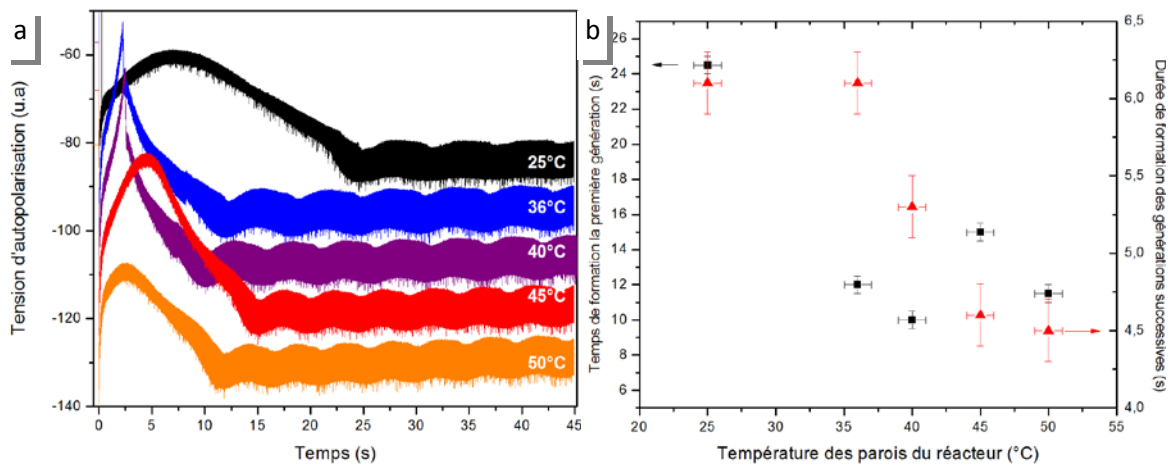 a
-60
-80
-100
-120
-140
Tension d'autopolarisation (u.a)
25°C
36°C
40°C
45°C
50°C
0 5 10 15 20 25 30 35 40 45
Temps (s)
b
26
24
22
20
18
16
14
12
10
8
6
Temps de formation la première génération (s)
6,5
6,0
5,5
5,0
4,5
4,0
Durée de formation des générations successives (s)
20 25 30 35 40 45 50 55
Température des parois du réacteur (°C)